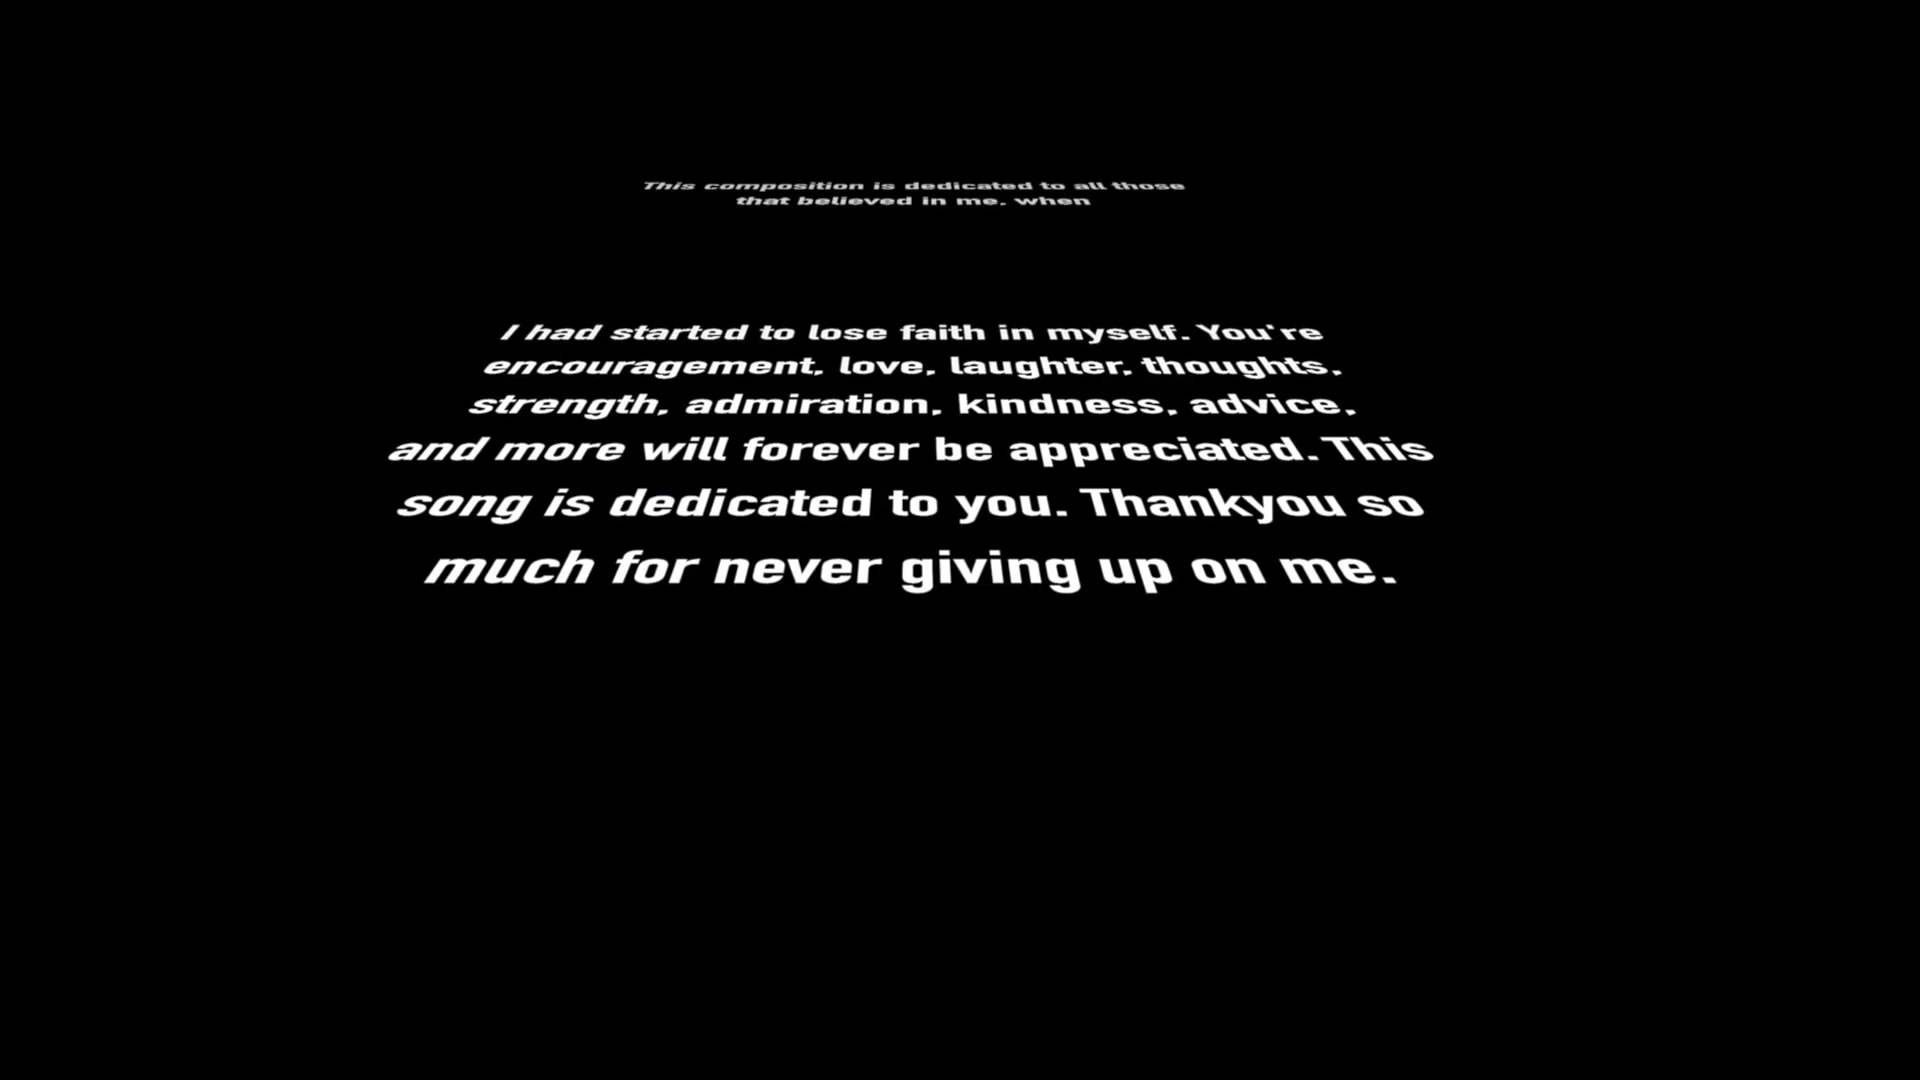 This composition is dedicated to all those
that believed in me, when
I had started to lose faith in myself. You're
encouragement, love, laughter, thoughts,
strength, admiration, kindness, advice,
and more will forever be appreciated. This
song is dedicated to you. Thankyou so
much for never giving up on me.